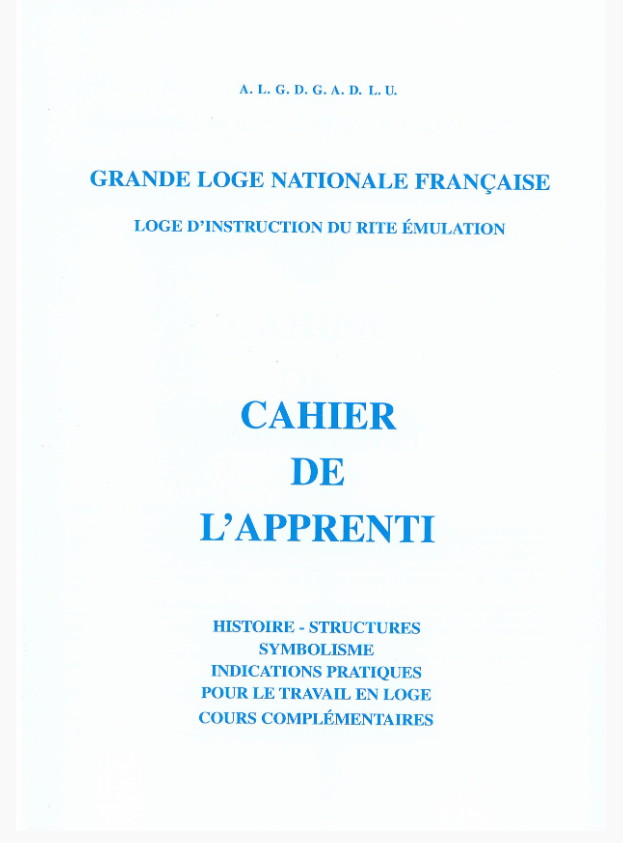 A. L. G. D. G. A. D. L. U.
GRANDE LOGE NATIONALE FRANÇAISE
LOGE D'INSTRUCTION DU RITE ÉMULATION
CAHIER
DE
L'APPRENTI
HISTOIRE - STRUCTURES
SYMBOLISME
INDICATIONS PRATIQUES
POUR LE TRAVAIL EN LOGE
COURS COMPLÉMENTAIRES